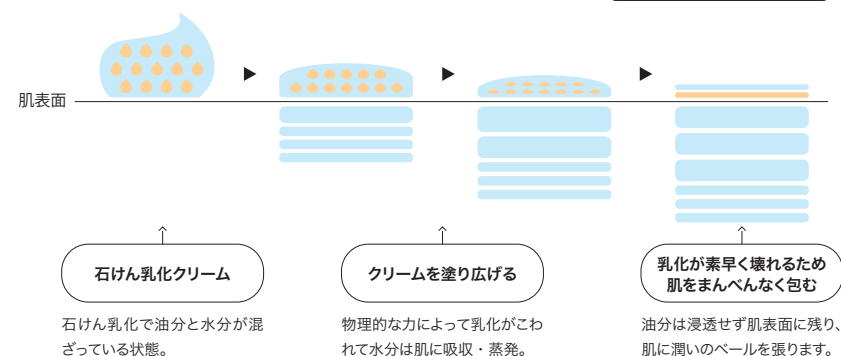 肌表面
石けん乳化クリーム
石けん乳化で油分と水分が混
ざっている状態。
クリームを塗り広げる
物理的な力によって乳化がこわ
れて水分は肌に吸収・蒸発。
乳化が素早く壊れるため
肌をまんべんなく包む
油分は浸透せず肌表面に残り、
肌に潤いのベールを張ります。